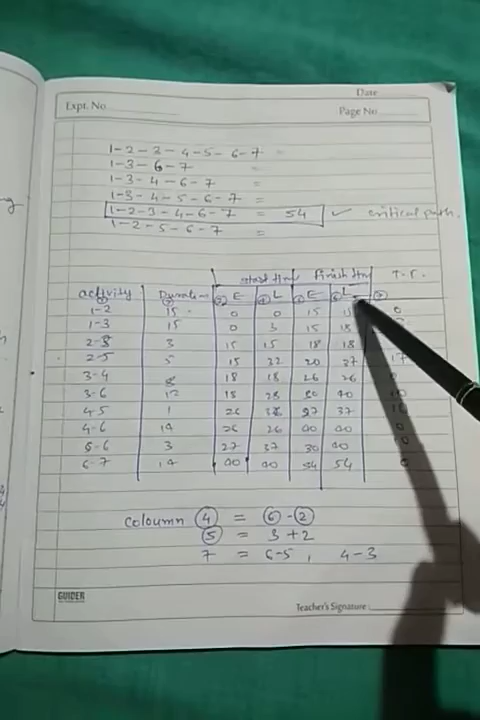 Date
Expt. No.
Page No
1-2-3-4-5-6-7 =
1-3-6-7 =
1-3-4-6-7 =
1-3-4-5-6-7 =
1-2-3-4-6-7 = 54 ✓ critical path.
1-2-5-6-7 =
start time finish time T.F.
activity Duration E L E L
1-2 15 0 0 15 0
1-3 15 0 3 15 18
2-3 3 15 15 18 18
2-5 5 15 32 20 37 17
3-4 8 18 18 26 26
3-6 12 18 28 30 40
4-5 1 26 36 27 37
4-6 14 26 26 40 40
5-6 3 27 37 30 40
6-7 14 40 40 54 54 0
coloumn ④ = ⑥-②
⑤ = 3+2
7 = 6-5, 4-3
GUIDER
Teacher's Signature: